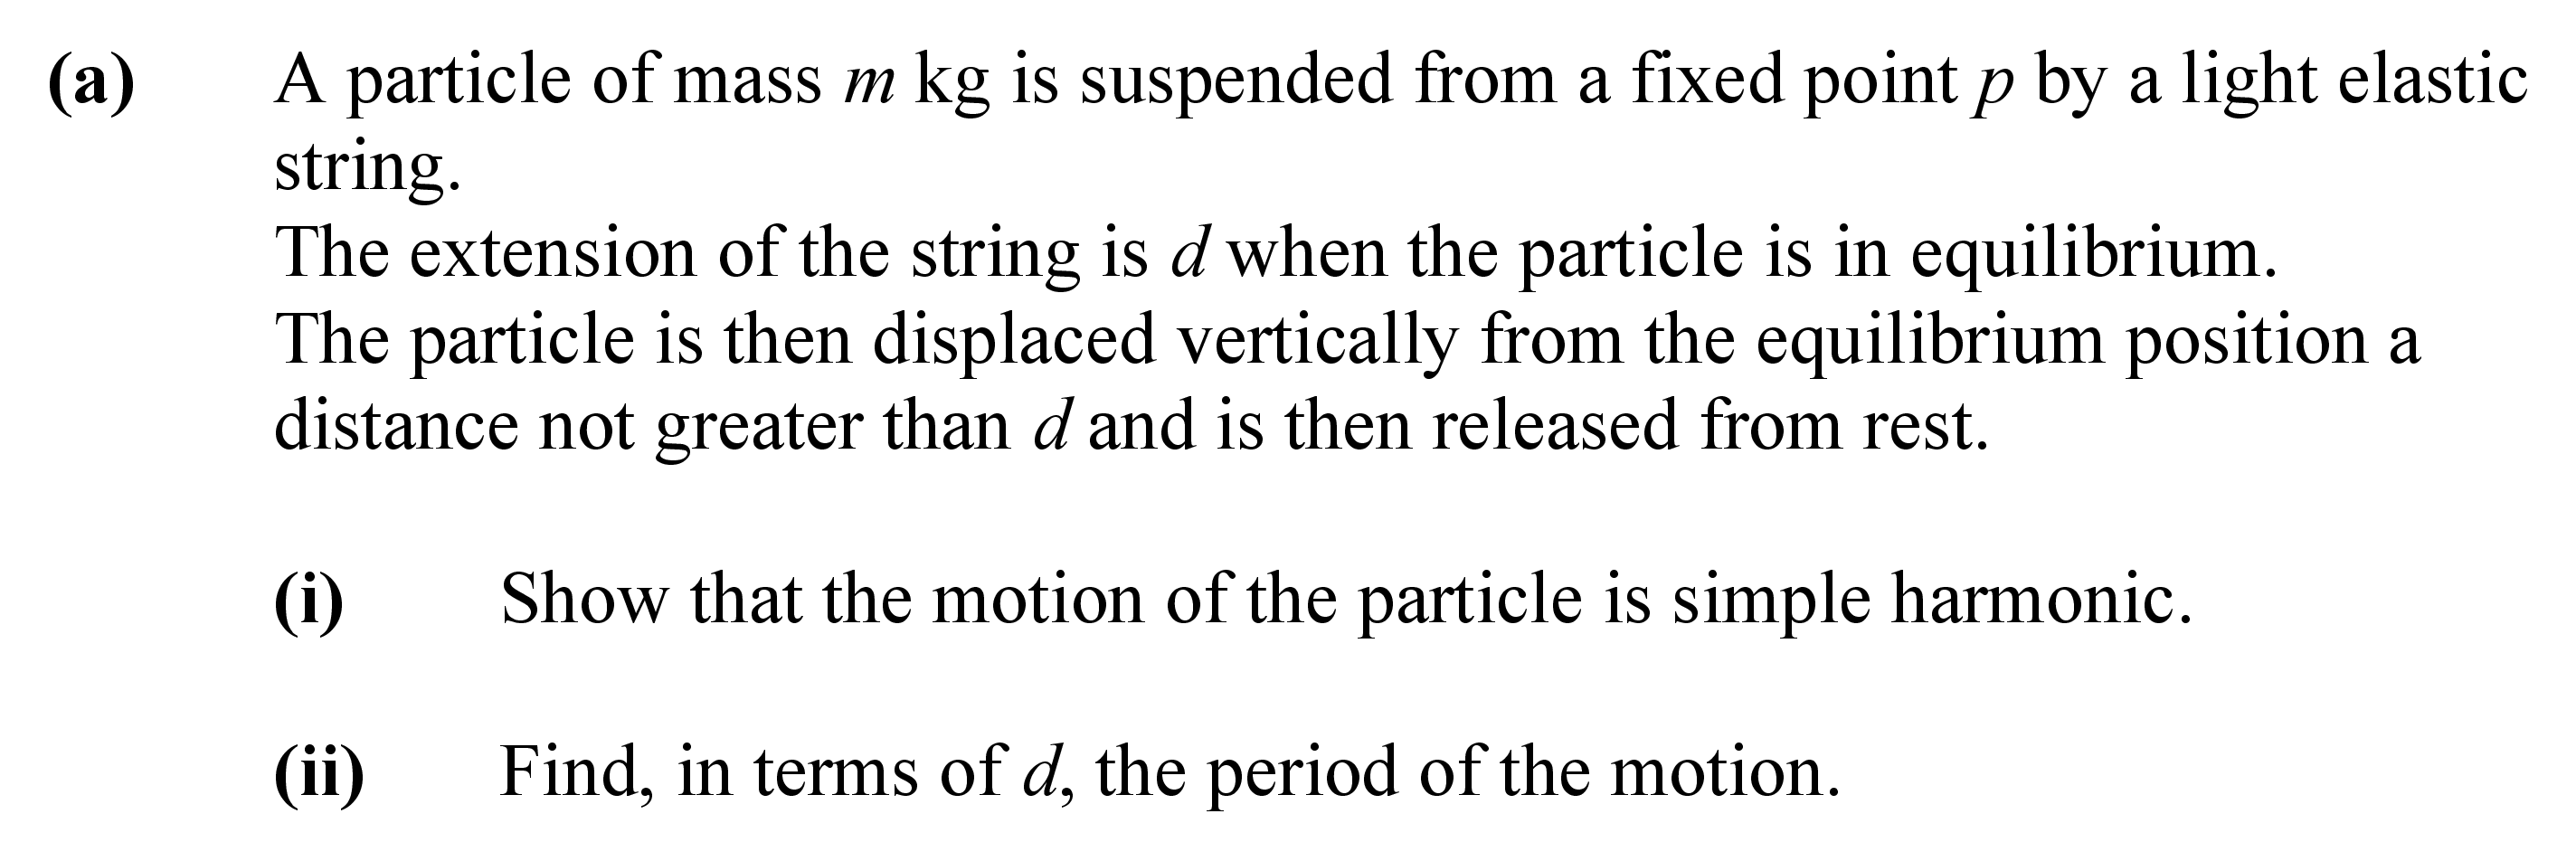 (a) A particle of mass m kg is suspended from a fixed point p by a light elastic
string.
The extension of the string is d when the particle is in equilibrium.
The particle is then displaced vertically from the equilibrium position a
distance not greater than d and is then released from rest.
(i) Show that the motion of the particle is simple harmonic.
(ii) Find, in terms of d, the period of the motion.